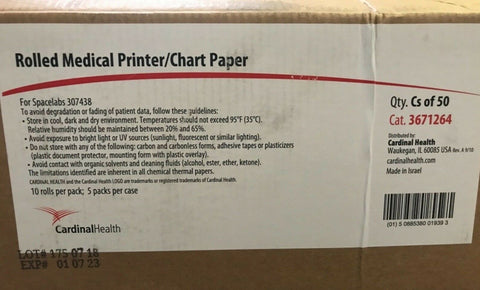 Rolled Medical Printer/Chart Paper
For Spacelabs 307438
To avoid degradation or fading of patient data, follow these guidelines:
• Store in cool, dark and dry environment. Temperatures should not exceed 95°F (35°C).
Relative humidity should be maintained between 20% and 65%.
• Avoid exposure to bright light or UV sources (sunlight, fluorescent or similar lighting).
• Do not store with any of the following: carbon and carbonless forms, adhesive tapes or plasticizers
(plastic document protector, mounting form with plastic overlay).
• Avoid contact with organic solvents and cleaning fluids (alcohol, ester, ether, ketone).
The limitations identified are inherent in all chemical thermal papers.
CARDINAL HEALTH and the Cardinal Health LOGO are trademarks or registered trademarks of Cardinal Health.
10 rolls per pack; 5 packs per case
CardinalHealth
LOT# 175 07 18
EXP# 01 07 23
Qty. Cs of 50
Cat. 3671264
Distributed by:
Cardinal Health
Waukegan, IL 60085 USA Rev. A 9/10
cardinalhealth.com
Made in Israel
(01) 5 0885380 01939 3